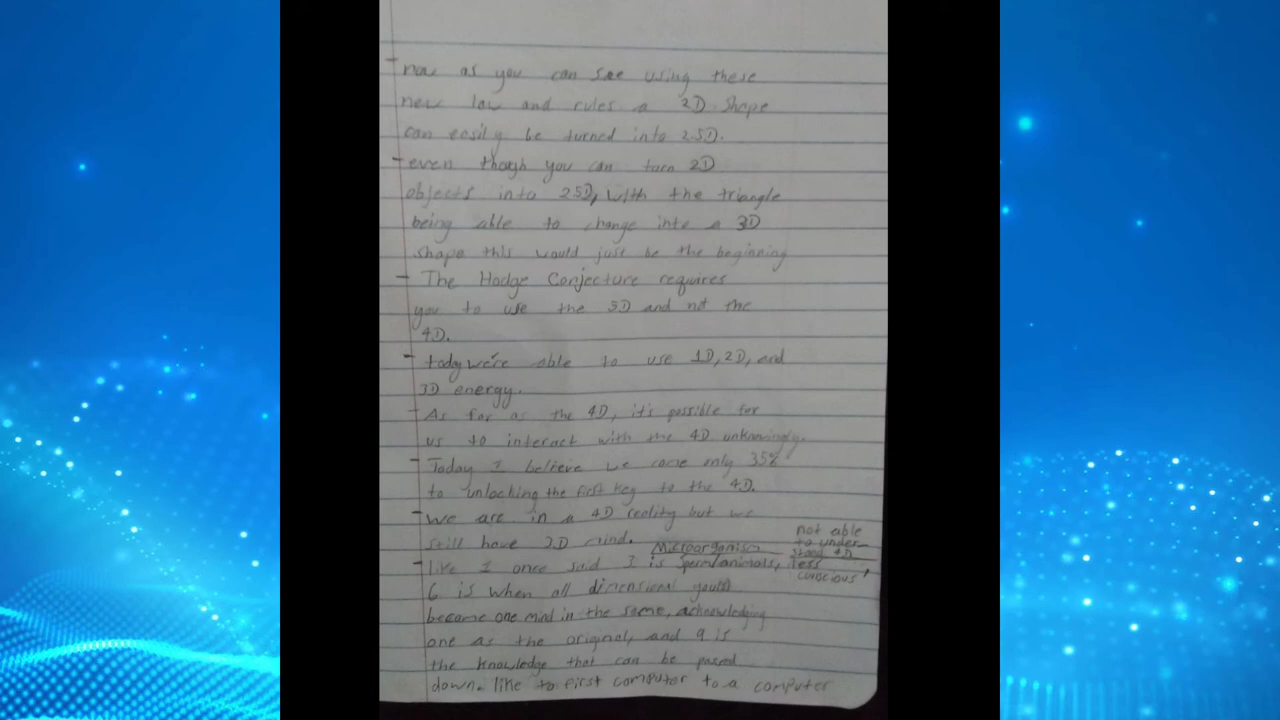 - now as you can see using these
new law and rules a 2D shape
can easily be turned into 2.5D.
- even though you can turn 2D
objects into 2.5D, with the triangle
being able to change into a 3D
shape this would just be the beginning
- The Hodge Conjecture requires
you to use the 5D and not the
4D.
- today we're able to use 1D, 2D, and
3D energy.
- As far as the 4D, it's possible for
us to interact with the 4D unknowingly.
- Today I believe we come only 35%
to unlocking the first key to the 4D.
- We are in a 4D reality but we
still have 3D mind.
- like I once said 3 is Microorganism sperm/animals, less conscious, not able to understand 4D
6 is when all dimensional
become one mind in the same, acknowledging
one as the original, and 9 is
the knowledge that can be passed
down. like to first computer to a computer